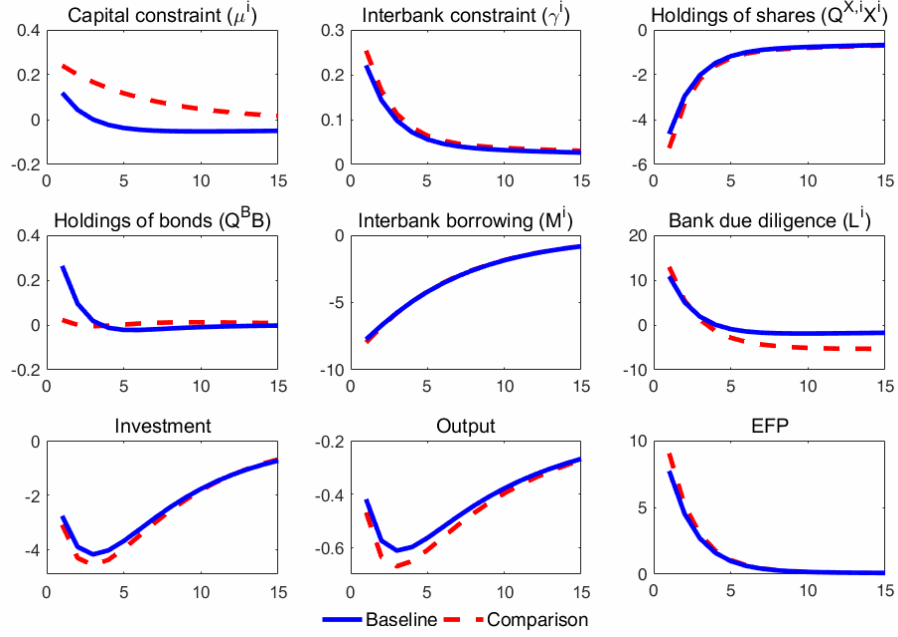 Capital constraint (μ^i) Interbank constraint (γ^i) Holdings of shares (Q^{X,i}X^i)
0.4 0.3 0
0.2 0.2 -2
0 0.1 -4
-0.2 0 -6
0 5 10 15 0 5 10 15 0 5 10 15
Holdings of bonds (Q^B B) Interbank borrowing (M^i) Bank due diligence (L^i)
0.4 0 20
0.2 -5 10
0 0
-0.2 -10 -10
0 5 10 15 0 5 10 15 0 5 10 15
Investment Output EFP
0 -0.2 10
-2 -0.4 5
-4 -0.6 0
0 5 10 15 0 5 10 15 0 5 10 15
Baseline Comparison